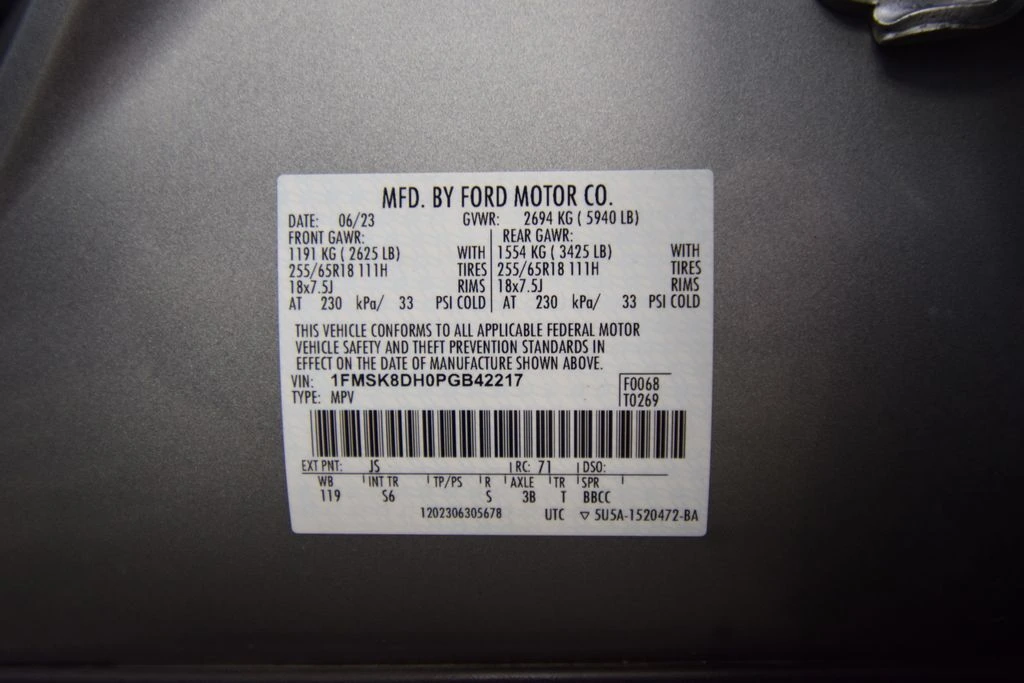 MFD. BY FORD MOTOR CO.
DATE: 06/23 GVWR: 2694 KG ( 5940 LB)
FRONT GAWR: REAR GAWR:
1191 KG ( 2625 LB) WITH 1554 KG ( 3425 LB) WITH
255/65R18 111H TIRES 255/65R18 111H TIRES
18x7.5J RIMS 18x7.5J RIMS
AT 230 kPa/ 33 PSI COLD AT 230 kPa/ 33 PSI COLD
THIS VEHICLE CONFORMS TO ALL APPLICABLE FEDERAL MOTOR
VEHICLE SAFETY AND THEFT PREVENTION STANDARDS IN
EFFECT ON THE DATE OF MANUFACTURE SHOWN ABOVE.
VIN: 1FMSK8DH0PGB42217 F0068
TYPE: MPV T0269
EXT PNT: JS RC: 71 DSO:
WB INT TR TP/PS R AXLE TR SPR
119 S6 S 3B T BBCC
1202306305678 UTC ▽ 5U5A-1520472-BA